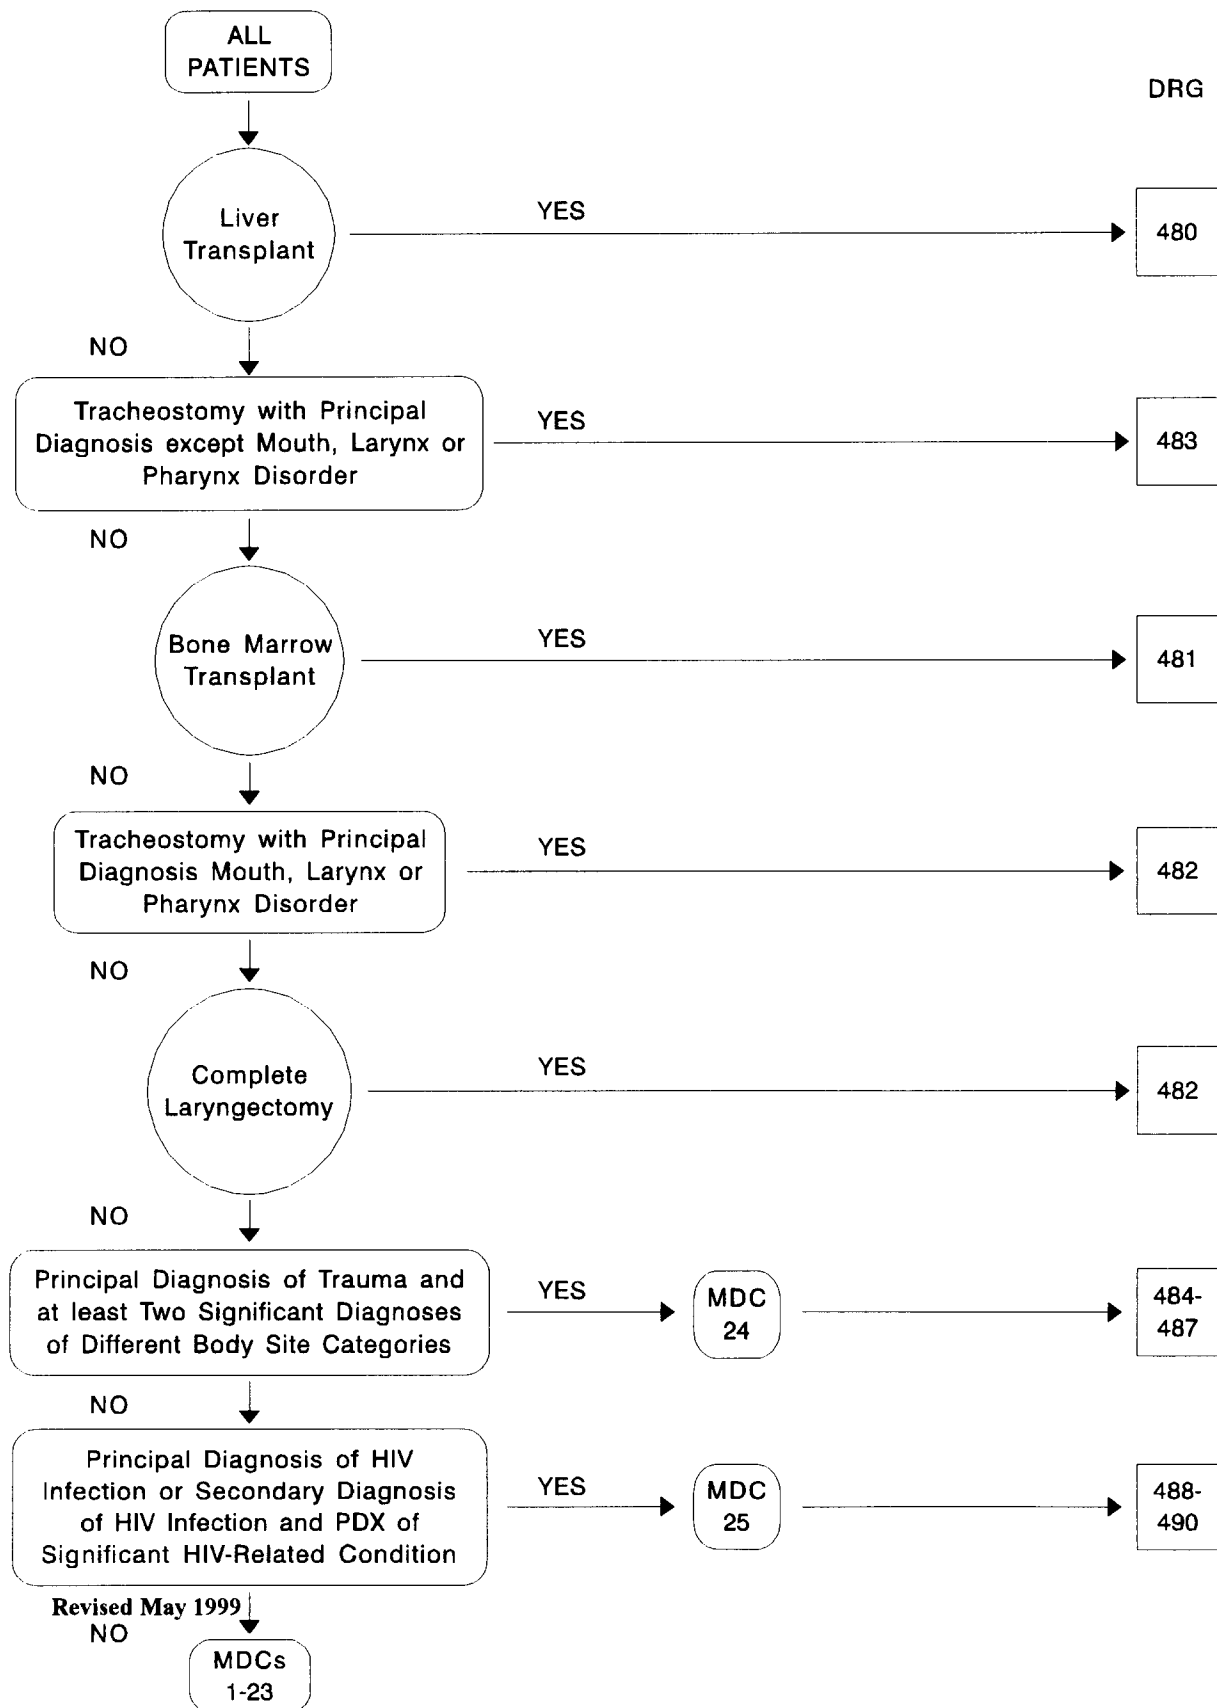 ALL
PATIENTS
DRG
Liver
Transplant
YES
480
NO
Tracheostomy with Principal
Diagnosis except Mouth, Larynx or
Pharynx Disorder
YES
483
NO
Bone Marrow
Transplant
YES
481
NO
Tracheostomy with Principal
Diagnosis Mouth, Larynx or
Pharynx Disorder
YES
482
NO
Complete
Laryngectomy
YES
482
NO
Principal Diagnosis of Trauma and
at least Two Significant Diagnoses
of Different Body Site Categories
YES
MDC
24
484-
487
NO
Principal Diagnosis of HIV
Infection or Secondary Diagnosis
of HIV Infection and PDX of
Significant HIV-Related Condition
YES
MDC
25
488-
490
Revised May 1999
NO
MDCs
1-23